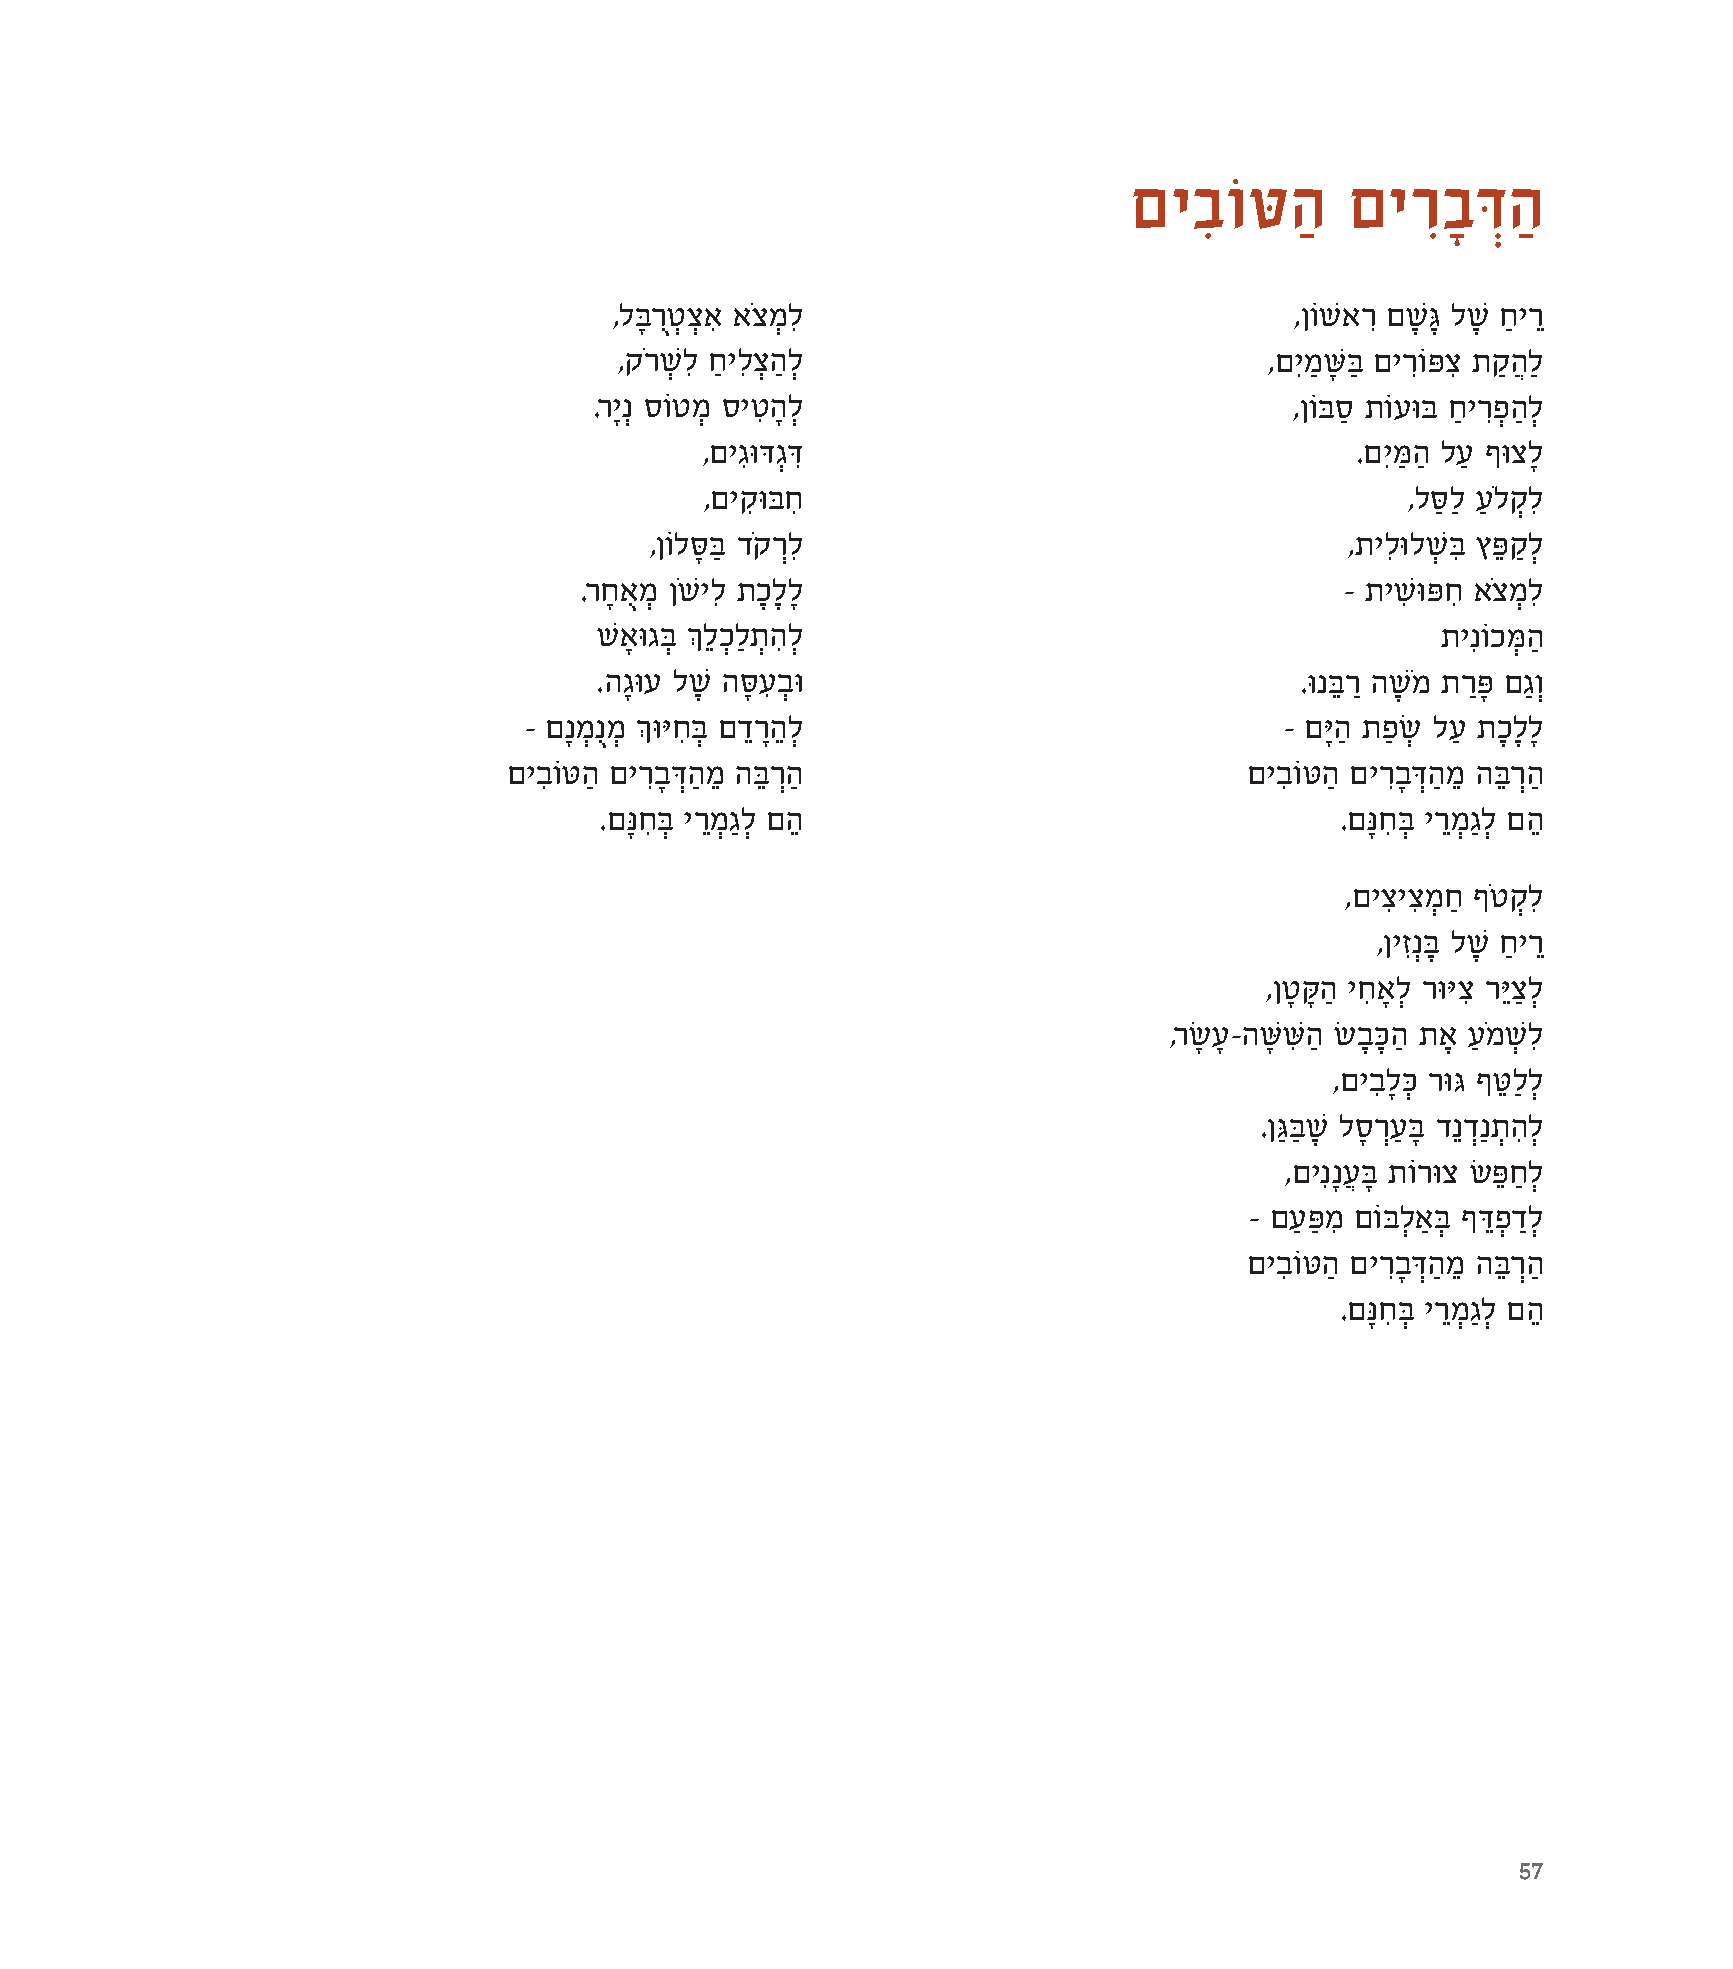 הַדְּבָרִים הַטּוֹבִים
רֵיחַ שֶׁל גֶּשֶׁם רִאשׁוֹן,
לַהֲקַת צִפּוֹרִים בַּשָּׁמַיִם,
לְהַפְרִיחַ בּוּעוֹת סַבּוֹן,
לָצוּף עַל הַמַּיִם.
לִקְלֹעַ לַסַּל,
לְקַפֵּץ בִּשְׁלוּלִית,
לִמְצֹא חִפּוּשִׁית -
הַמְּכוֹנִית
וְגַם פָּרַת מֹשֶׁה רַבֵּנוּ.
לָלֶכֶת עַל שְׂפַת הַיָּם -
הַרְבֵּה מֵהַדְּבָרִים הַטּוֹבִים
הֵם לְגַמְרֵי בְּחִנָּם.
לִקְטֹף חַמְצִיצִים,
רֵיחַ שֶׁל בֶּנְזִין,
לְצַיֵּר צִיּוּר לְאָחִי הַקָּטָן,
לִשְׁמֹעַ אֶת הַכֶּבֶשׂ הַשִּׁשָּׁה-עָשָׂר,
לְלַטֵּף גּוּר כְּלָבִים,
לְהִתְנַדְנֵד בָּעַרְסָל שֶׁבַּגַּן.
לְחַפֵּשׂ צוּרוֹת בָּעֲנָנִים,
לְדַפְדֵּף בְּאַלְבּוֹם מִפַּעַם -
הַרְבֵּה מֵהַדְּבָרִים הַטּוֹבִים
הֵם לְגַמְרֵי בְּחִנָּם.
לִמְצֹא אִצְטְרֻבָּל,
לְהַצְלִיחַ לִשְׁרֹק,
לְהָטִיס מְטוֹס נְיָר.
דִּגְדּוּגִים,
חִבּוּקִים,
לִרְקֹד בַּסָּלוֹן,
לָלֶכֶת לִישֹׁן מְאֻחָר.
לְהִתְלַכְלֵךְ בְּגוּאָשׁ
וּבְעִסָּה שֶׁל עוּגָה.
לְהֵרָדֵם בְּחִיּוּךְ מְנֻמְנָם -
הַרְבֵּה מֵהַדְּבָרִים הַטּוֹבִים
הֵם לְגַמְרֵי בְּחִנָּם.
57